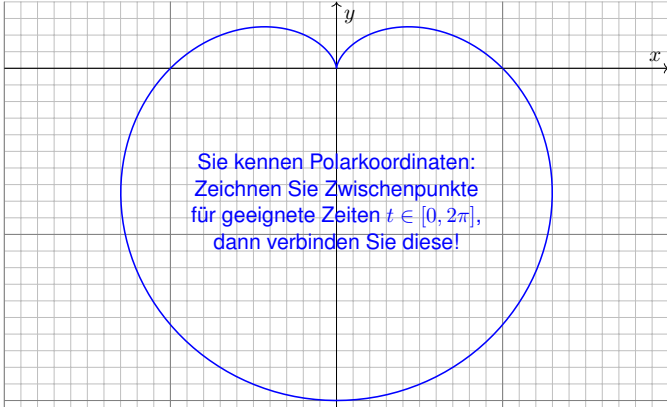 y
x
Sie kennen Polarkoordinaten:
Zeichnen Sie Zwischenpunkte
für geeignete Zeiten t ∈ [0, 2π],
dann verbinden Sie diese!